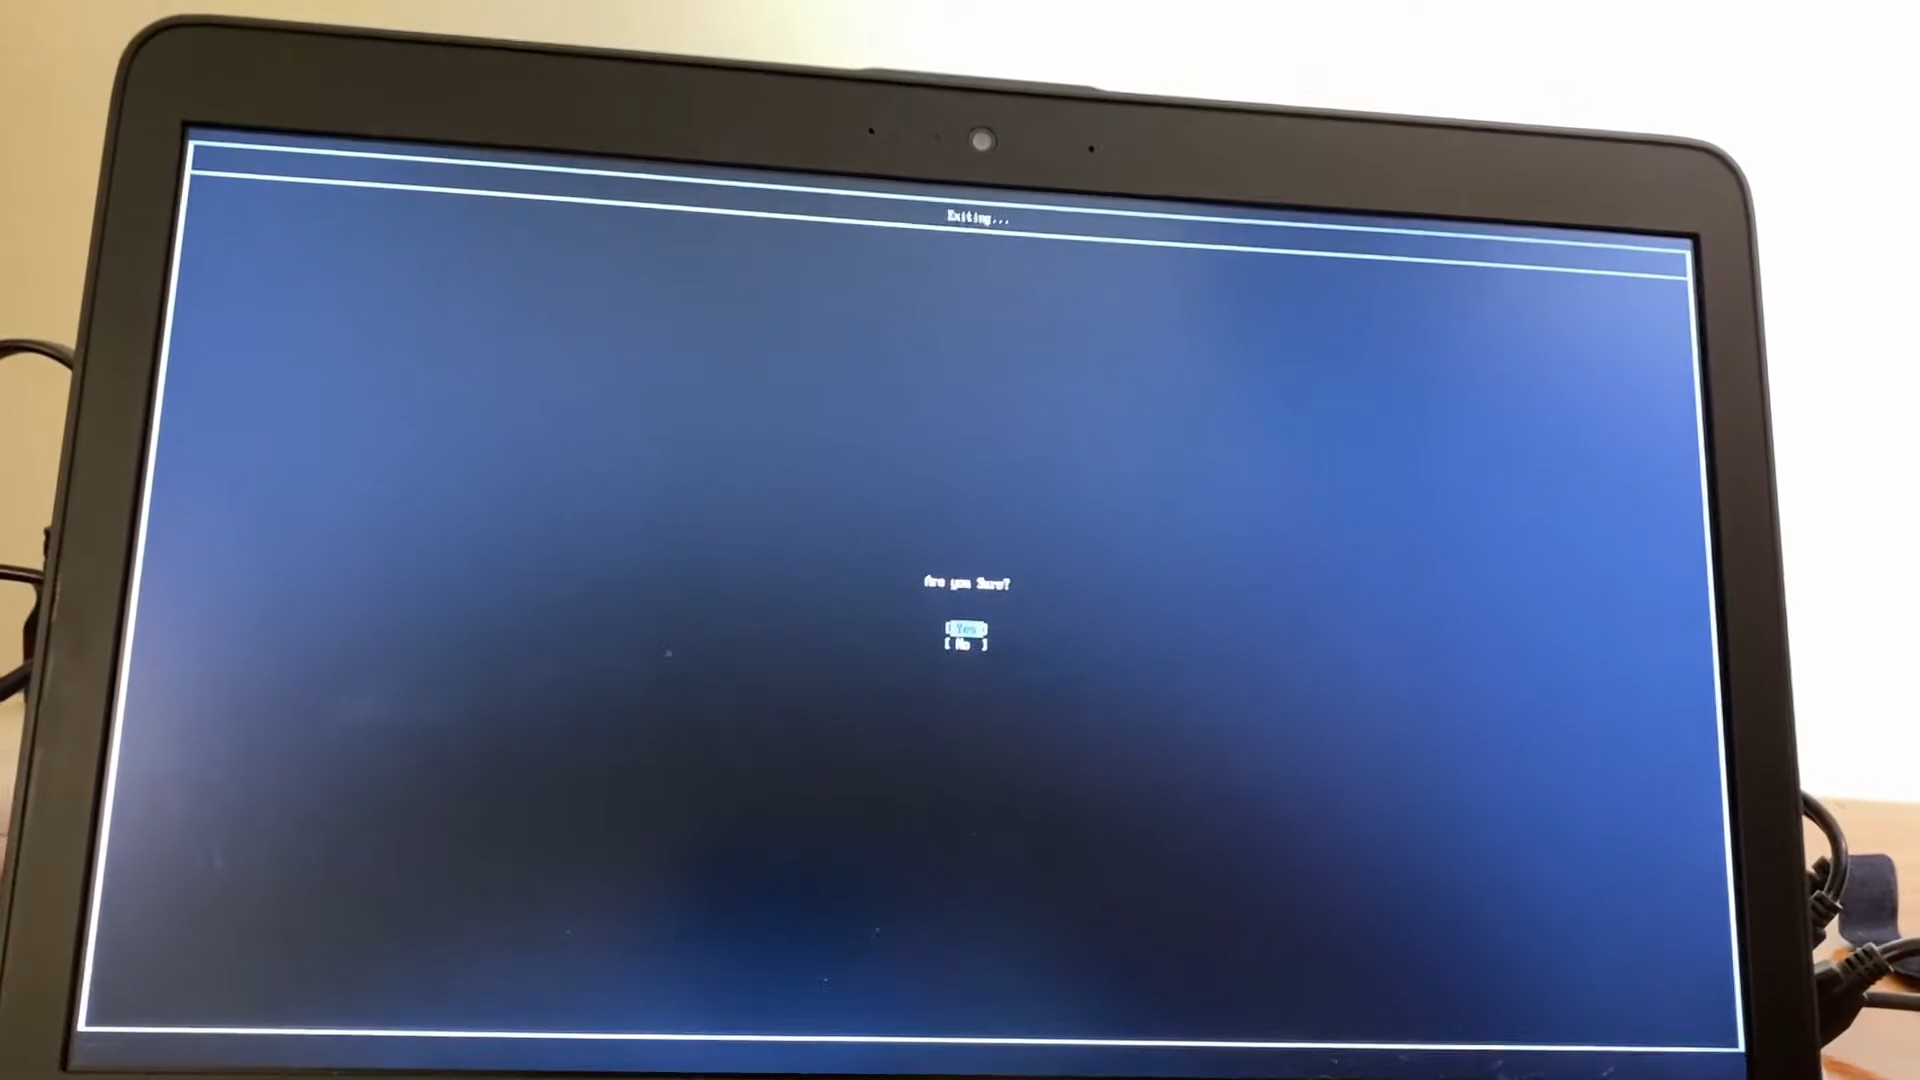 Exiting...
Are you Sure?
[ Yes ]
[ No ]